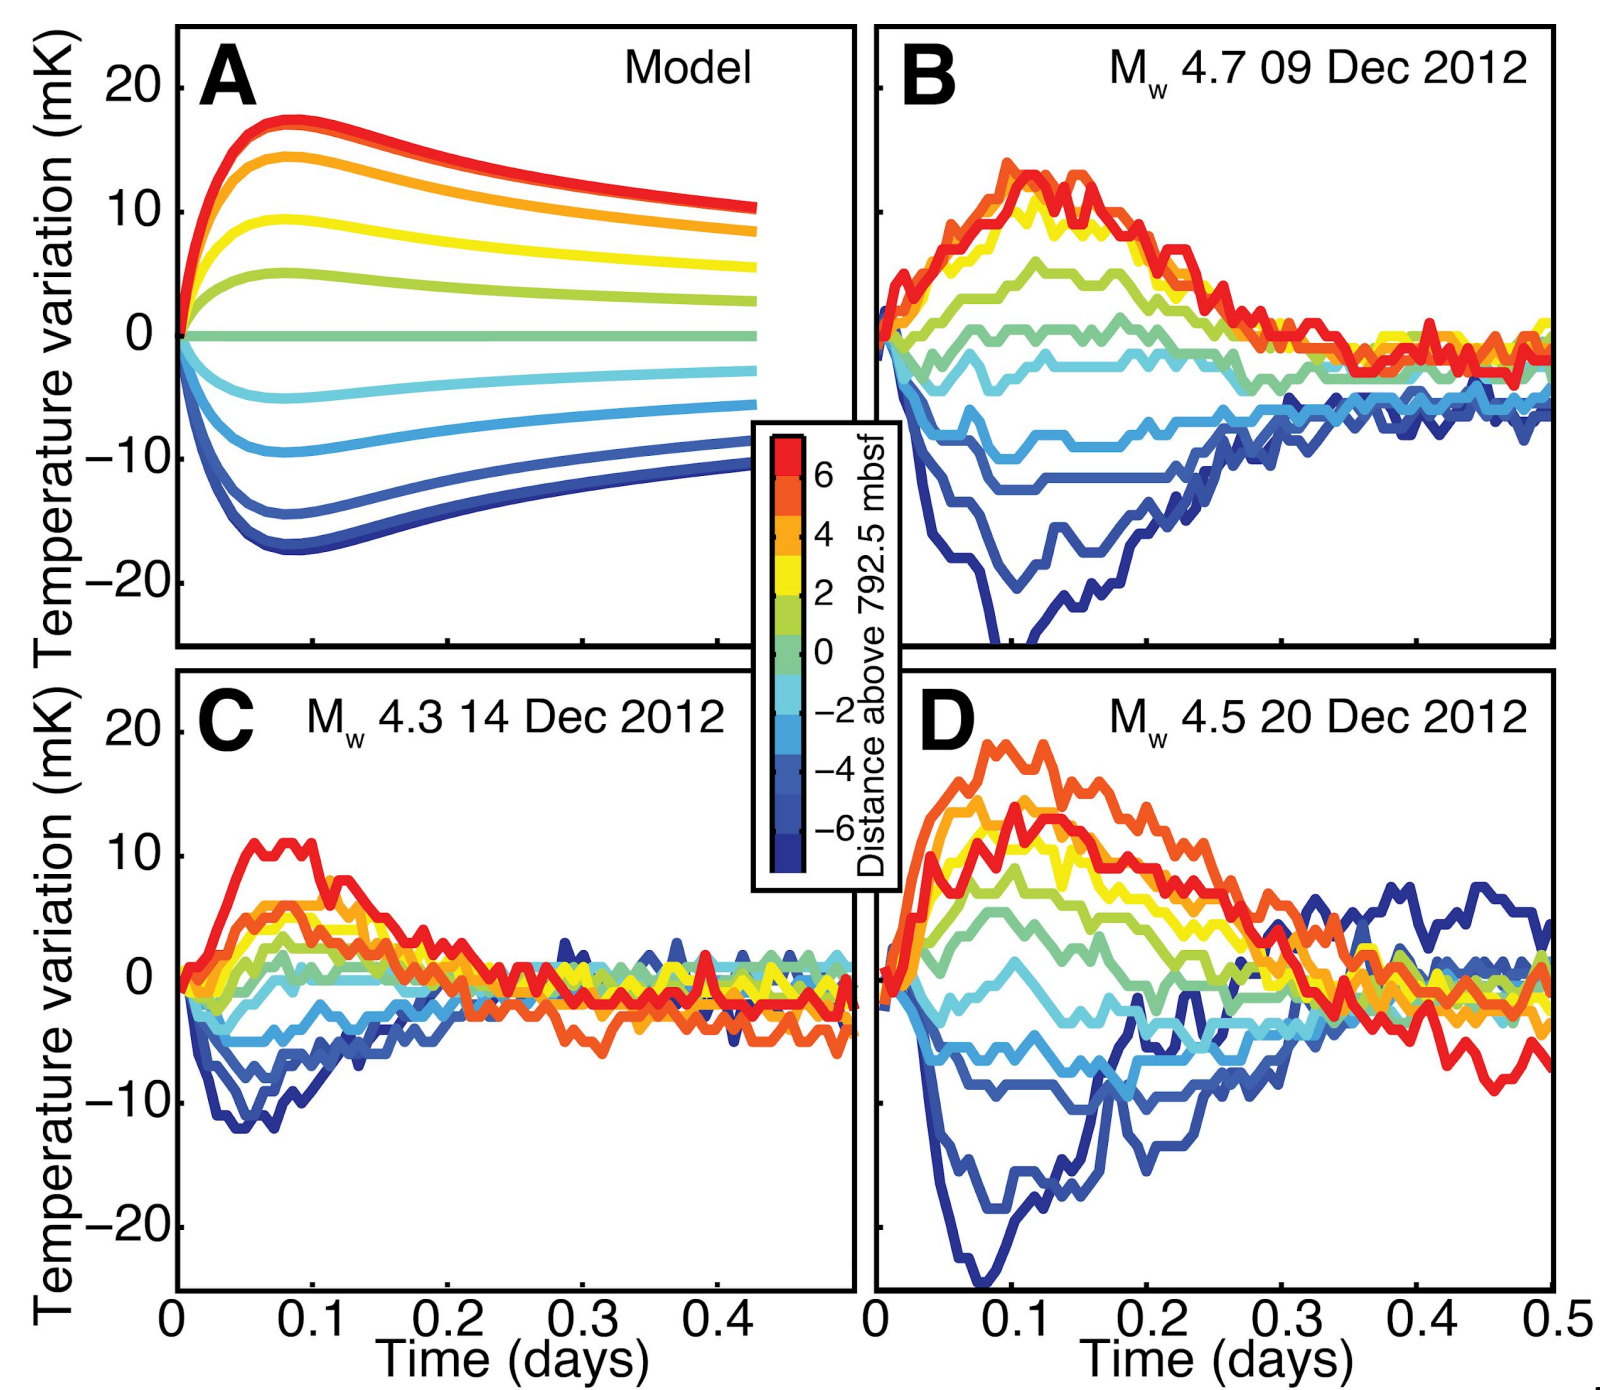 A
Model
Temperature variation (mK)
20
10
0
−10
−20
B
Mw 4.7 09 Dec 2012
C
Mw 4.3 14 Dec 2012
Temperature variation (mK)
20
10
0
−10
−20
0 0.1 0.2 0.3 0.4
Time (days)
D
Mw 4.5 20 Dec 2012
0 0.1 0.2 0.3 0.4 0.5
Time (days)
6
4
2
0
−2
−4
−6
Distance above 792.5 mbsf